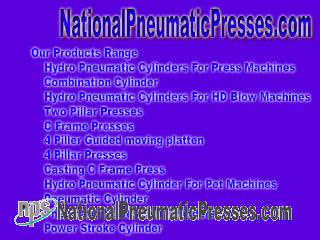 NationalPneumaticPresses.com
Our Products Range
Hydro Pneumatic Cylinders For Press Machines
Combination Cylinder
Hydro Pneumatic Cylinders For HD Blow Machines
Two Pillar Presses
C Frame Presses
4 Piller Guided moving platten
4 Pillar Presses
Casting C Frame Press
Hydro Pneumatic Cylinder For Pet Machines
Pneumatic Cylinder
NationalPneumaticPresses.com
Power Stroke Cylinder